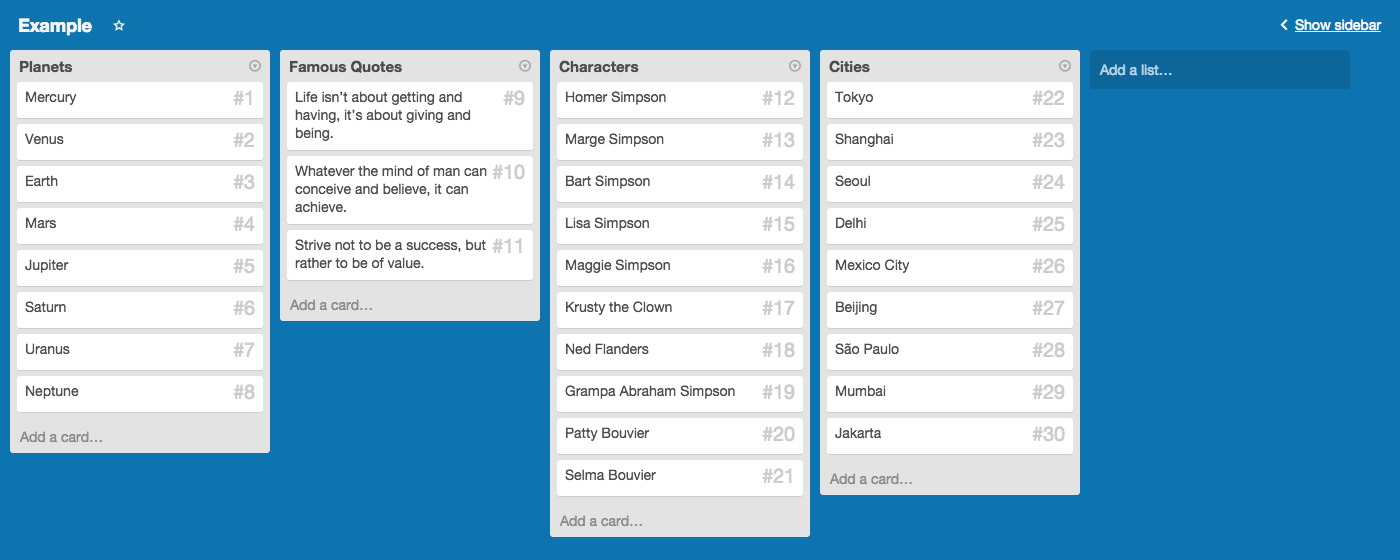 Example
Show sidebar
Planets
Mercury #1
Venus #2
Earth #3
Mars #4
Jupiter #5
Saturn #6
Uranus #7
Neptune #8
Add a card…
Famous Quotes
Life isn’t about getting and #9
having, it’s about giving and
being.
Whatever the mind of man can #10
conceive and believe, it can
achieve.
Strive not to be a success, but #11
rather to be of value.
Add a card…
Characters
Homer Simpson #12
Marge Simpson #13
Bart Simpson #14
Lisa Simpson #15
Maggie Simpson #16
Krusty the Clown #17
Ned Flanders #18
Grampa Abraham Simpson #19
Patty Bouvier #20
Selma Bouvier #21
Add a card…
Cities
Tokyo #22
Shanghai #23
Seoul #24
Delhi #25
Mexico City #26
Beijing #27
São Paulo #28
Mumbai #29
Jakarta #30
Add a card…
Add a list…